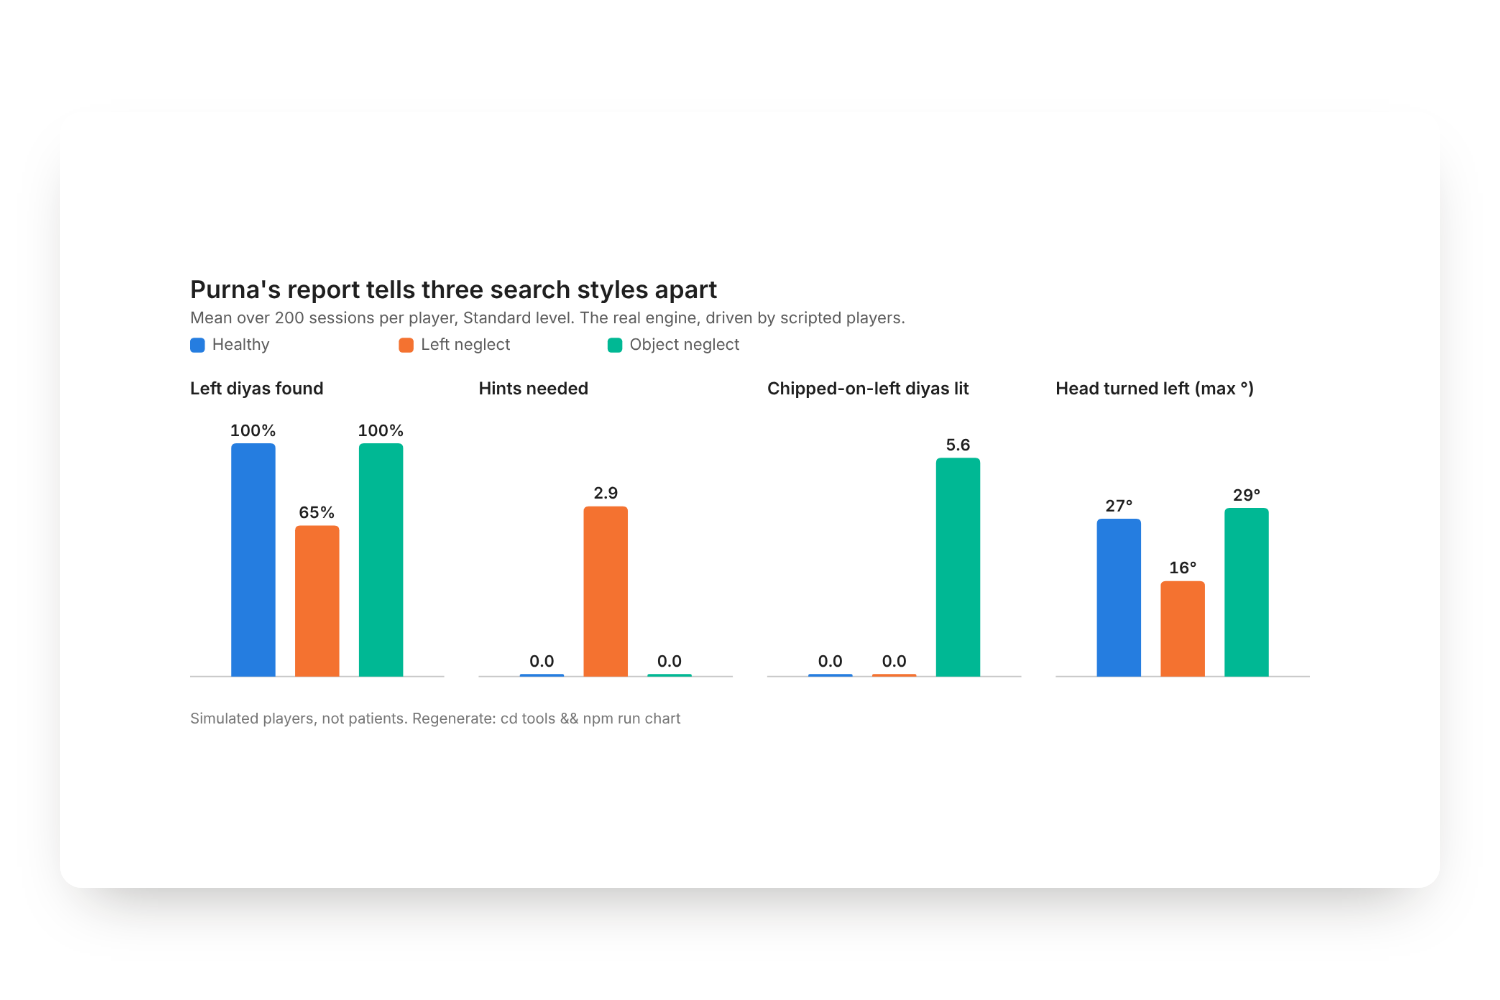 Purna's report tells three search styles apart
Mean over 200 sessions per player, Standard level. The real engine, driven by scripted players.
Healthy
Left neglect
Object neglect
Left diyas found
100%
65%
100%
Hints needed
0.0
2.9
0.0
Chipped-on-left diyas lit
0.0
0.0
5.6
Head turned left (max °)
27°
16°
29°
Simulated players, not patients. Regenerate: cd tools && npm run chart